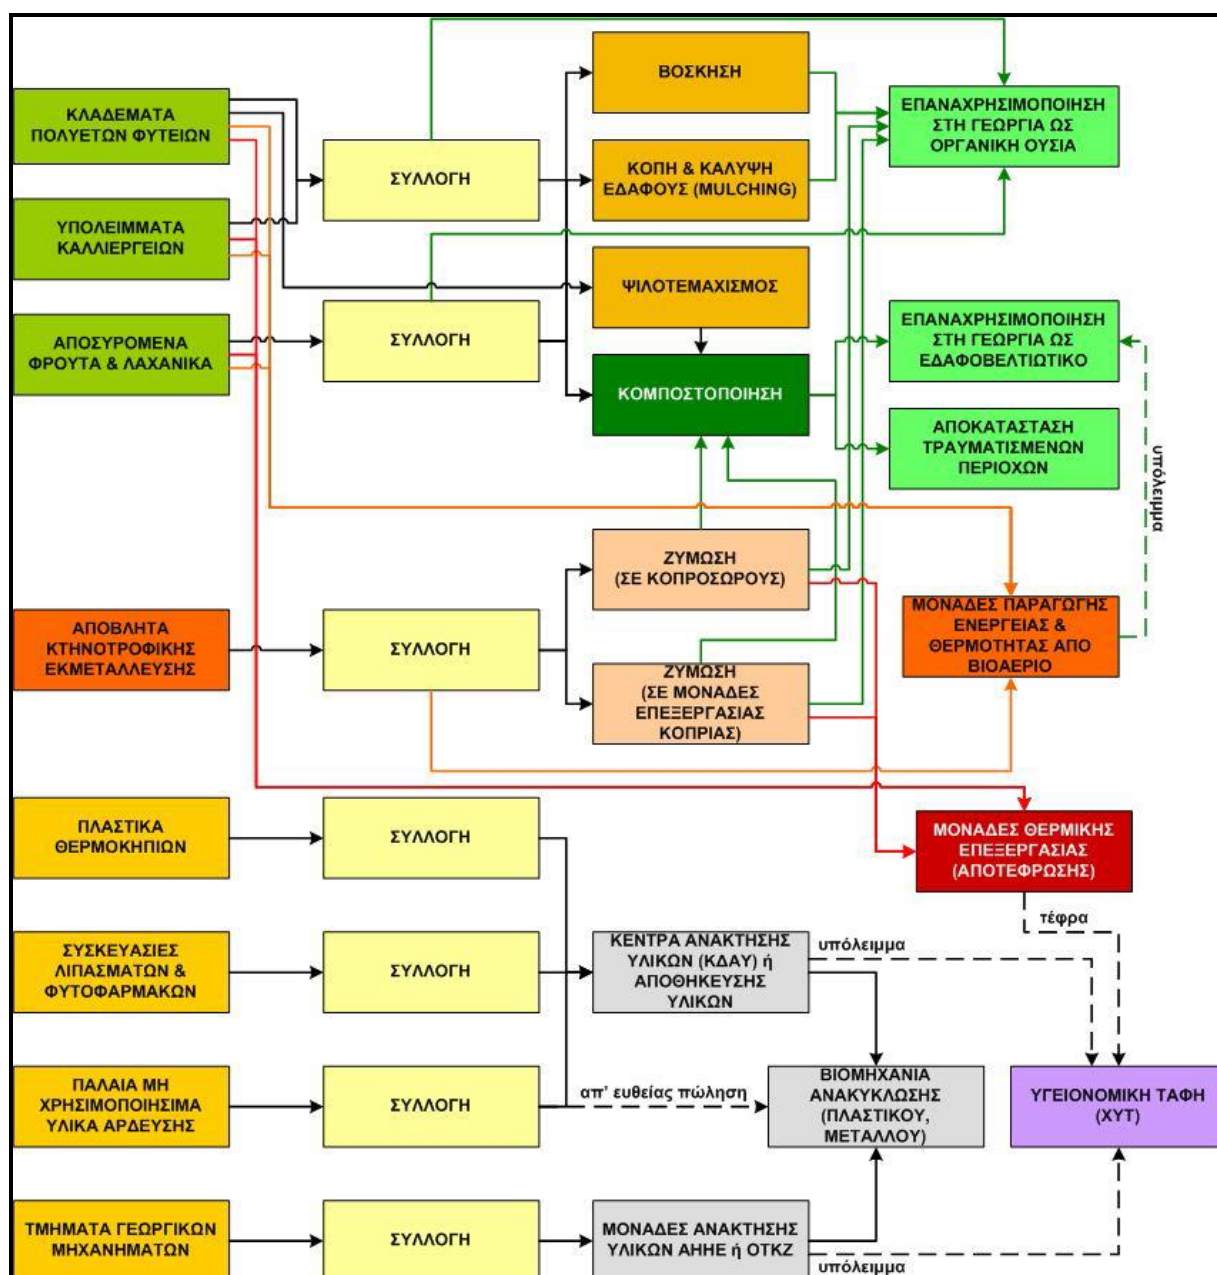 ΚΛΑΔΕΜΑΤΑ
ΠΟΛΥΕΤΩΝ ΦΥΤΕΙΩΝ
ΥΠΟΛΕΙΜΜΑΤΑ
ΚΑΛΛΙΕΡΓΕΙΩΝ
ΑΠΟΣΥΡΟΜΕΝΑ
ΦΡΟΥΤΑ & ΛΑΧΑΝΙΚΑ
ΣΥΛΛΟΓΗ
ΣΥΛΛΟΓΗ
ΒΟΣΚΗΣΗ
ΚΟΠΗ & ΚΑΛΥΨΗ
ΕΔΑΦΟΥΣ (MULCHING)
ΨΙΛΟΤΕΜΑΧΙΣΜΟΣ
ΚΟΜΠΟΣΤΟΠΟΙΗΣΗ
ΕΠΑΝΑΧΡΗΣΙΜΟΠΟΙΗΣΗ
ΣΤΗ ΓΕΩΡΓΙΑ ΩΣ
ΟΡΓΑΝΙΚΗ ΟΥΣΙΑ
ΕΠΑΝΑΧΡΗΣΙΜΟΠΟΙΗΣΗ
ΣΤΗ ΓΕΩΡΓΙΑ ΩΣ
ΕΔΑΦΟΒΕΛΤΙΩΤΙΚΟ
ΑΠΟΚΑΤΑΣΤΑΣΗ
ΤΡΑΥΜΑΤΙΣΜΕΝΩΝ
ΠΕΡΙΟΧΩΝ
υπόλειμμα
ΑΠΟΒΛΗΤΑ
ΚΤΗΝΟΤΡΟΦΙΚΗΣ
ΕΚΜΕΤΑΛΛΕΥΣΗΣ
ΣΥΛΛΟΓΗ
ΖΥΜΩΣΗ
(ΣΕ ΚΟΠΡΟΣΩΡΟΥΣ)
ΖΥΜΩΣΗ
(ΣΕ ΜΟΝΑΔΕΣ
ΕΠΕΞΕΡΓΑΣΙΑΣ
ΚΟΠΡΙΑΣ)
ΜΟΝΑΔΕΣ ΠΑΡΑΓΩΓΗΣ
ΕΝΕΡΓΕΙΑΣ &
ΘΕΡΜΟΤΗΤΑΣ ΑΠΟ
ΒΙΟΑΕΡΙΟ
ΠΛΑΣΤΙΚΑ
ΘΕΡΜΟΚΗΠΙΩΝ
ΣΥΛΛΟΓΗ
ΜΟΝΑΔΕΣ ΘΕΡΜΙΚΗΣ
ΕΠΕΞΕΡΓΑΣΙΑΣ
(ΑΠΟΤΕΦΡΩΣΗΣ)
τέφρα
ΣΥΣΚΕΥΑΣΙΕΣ
ΛΙΠΑΣΜΑΤΩΝ &
ΦΥΤΟΦΑΡΜΑΚΩΝ
ΣΥΛΛΟΓΗ
ΚΕΝΤΡΑ ΑΝΑΚΤΗΣΗΣ
ΥΛΙΚΩΝ (ΚΔΑΥ) ή
ΑΠΟΘΗΚΕΥΣΗΣ
ΥΛΙΚΩΝ
υπόλειμμα
ΠΑΛΑΙΑ ΜΗ
ΧΡΗΣΙΜΟΠΟΙΗΣΙΜΑ
ΥΛΙΚΑ ΑΡΔΕΥΣΗΣ
ΣΥΛΛΟΓΗ
απ' ευθείας πώληση
ΒΙΟΜΗΧΑΝΙΑ
ΑΝΑΚΥΚΛΩΣΗΣ
(ΠΛΑΣΤΙΚΟΥ,
ΜΕΤΑΛΛΟΥ)
ΥΓΕΙΟΝΟΜΙΚΗ ΤΑΦΗ
(ΧΥΤ)
ΤΜΗΜΑΤΑ ΓΕΩΡΓΙΚΩΝ
ΜΗΧΑΝΗΜΑΤΩΝ
ΣΥΛΛΟΓΗ
ΜΟΝΑΔΕΣ ΑΝΑΚΤΗΣΗΣ
ΥΛΙΚΩΝ ΑΗΗΕ ή ΟΤΚΖ
υπόλειμμα